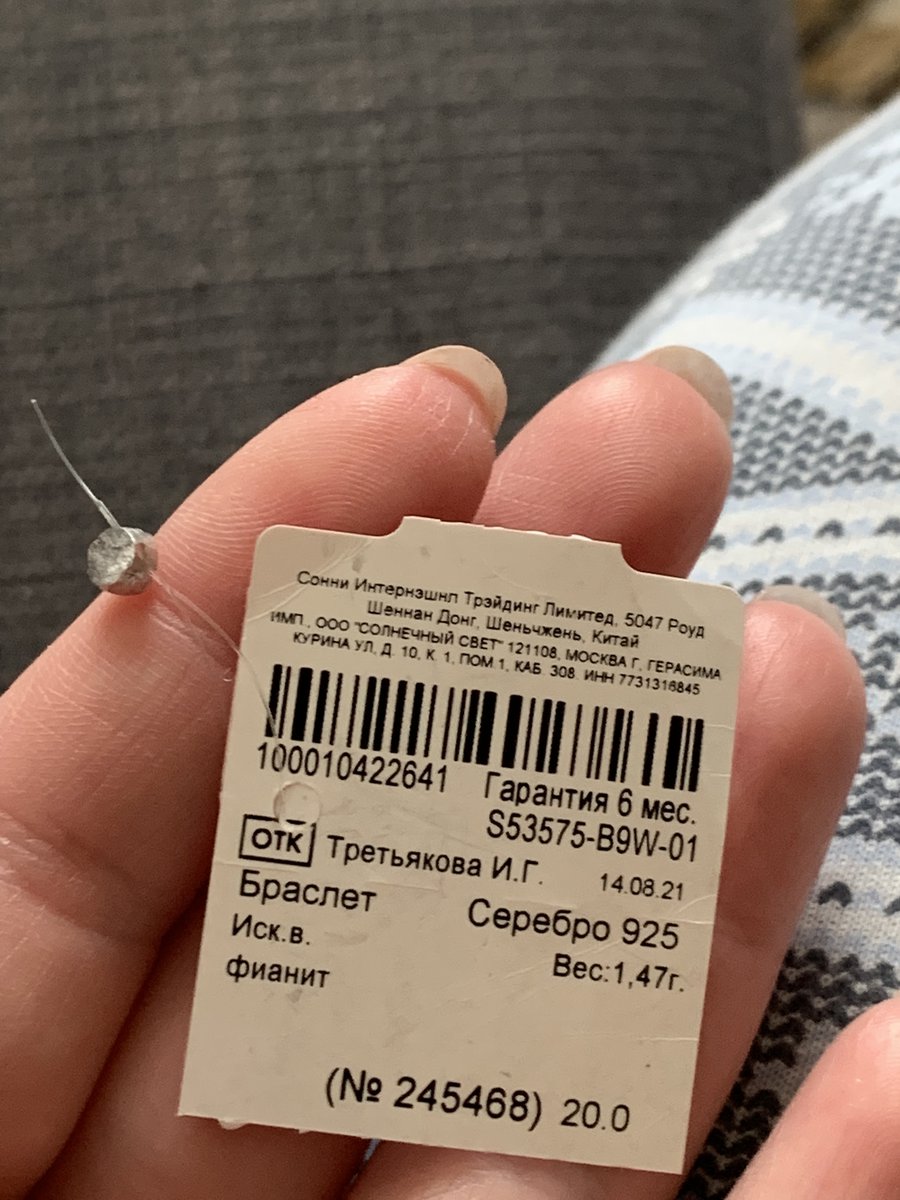 Сонни Интернэшнл Трэйдинг Лимитед, 5047 Роуд
Шеннан Донг, Шеньчжень, Китай
ИМП., ООО "СОЛНЕЧНЫЙ СВЕТ" 121108, МОСКВА Г, ГЕРАСИМА
КУРИНА УЛ, Д. 10, К. 1, ПОМ 1, КАБ. 308. ИНН 7731316845
100010422641 Гарантия 6 мес.
S53575-B9W-01
ОТК Третьякова И.Г. 14.08.21
Браслет Серебро 925
Иск.в. Вес:1,47г.
фианит
(№ 245468) 20.0